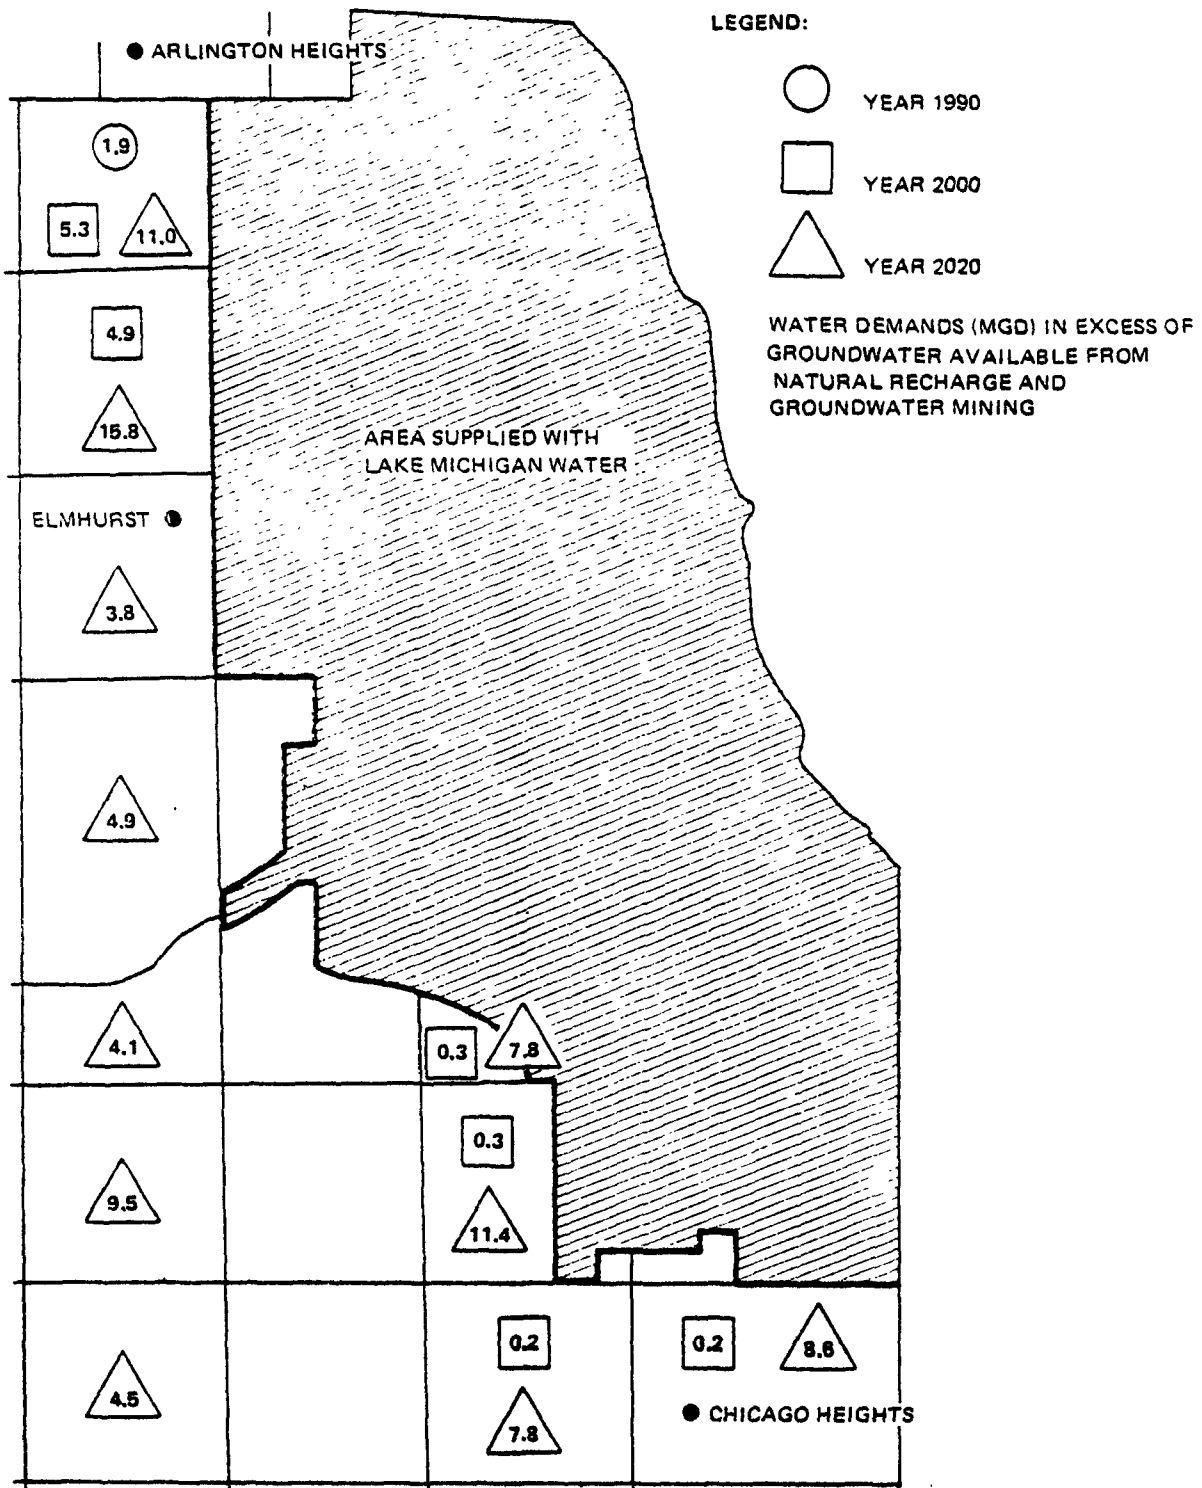 LEGEND:
● ARLINGTON HEIGHTS
YEAR 1990
1.9
YEAR 2000
5.3 11.0
YEAR 2020
4.9
WATER DEMANDS (MGD) IN EXCESS OF
GROUNDWATER AVAILABLE FROM
NATURAL RECHARGE AND
GROUNDWATER MINING
15.8
AREA SUPPLIED WITH
LAKE MICHIGAN WATER
ELMHURST ●
3.8
4.9
4.1
0.3 7.8
0.3
9.5
11.4
0.2 0.2 8.6
4.5
● CHICAGO HEIGHTS
7.8